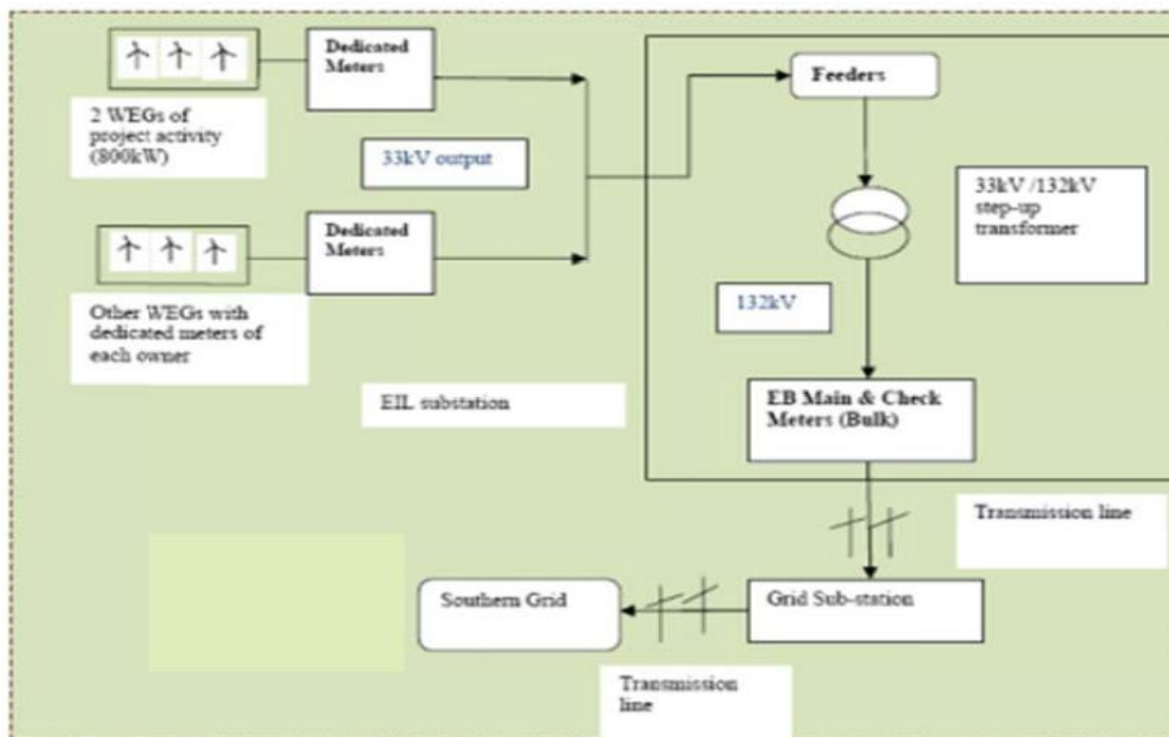 Dedicated
Meters
Feeders
2 WEGs of
project activity
(800kW)
33kV output
33kV /132kV
step-up
transformer
Dedicated
Meters
132kV
Other WEGs with
dedicated meters of
each owner
EIL substation
EB Main & Check
Meters (Bulk)
Transmission line
Southern Grid
Grid Sub-station
Transmission
line